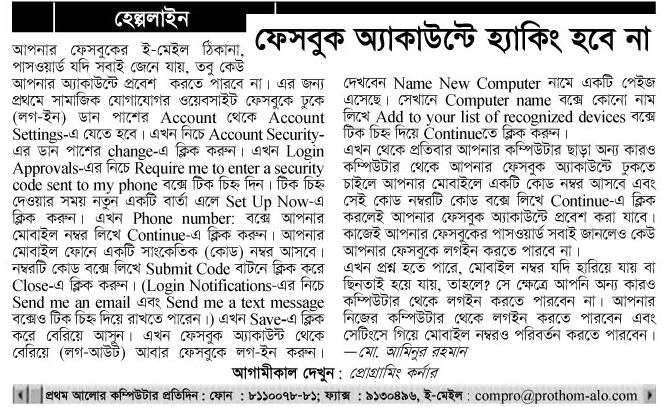 হেল্পলাইন
ফেসবুক অ্যাকাউন্টে হ্যাকিং হবে না
আপনার ফেসবুকের ই-মেইল ঠিকানা,
পাসওয়ার্ড যদি সবাই জেনে যায়, তবু কেউ
আপনার অ্যাকাউন্টে প্রবেশ করতে পারবে না। এর জন্য
প্রথমে সামাজিক যোগাযোগর ওয়েবসাইট ফেসবুকে ঢুকে
(লগ-ইন) ডান পাশের Account থেকে Account
Settings-এ যেতে হবে। এখন নিচে Account Security-
এর ডান পাশের change-এ ক্লিক করুন। এখন Login
Approvals-এর নিচে Require me to enter a security
code sent to my phone বক্সে টিক চিহ্ন দিন। টিক চিহ্ন
দেওয়ার সময় নতুন একটি বার্তা এলে Set Up Now-এ
ক্লিক করুন। এখন Phone number: বক্সে আপনার
মোবাইল নম্বর লিখে Continue-এ ক্লিক করুন। আপনার
মোবাইল ফোনে একটি সাংকেতিক (কোড) নম্বর আসবে।
নম্বরটি কোড বক্সে লিখে Submit Code বাটনে ক্লিক করে
Close-এ ক্লিক করুন। (Login Notifications-এর নিচে
Send me an email এবং Send me a text message
বক্সেও টিক চিহ্ন দিয়ে রাখতে পারেন।) এখন Save-এ ক্লিক
করে বেরিয়ে আসুন। এখন ফেসবুক অ্যাকাউন্ট থেকে
বেরিয়ে (লগ-আউট) আবার ফেসবুকে লগ-ইন করুন।
দেখবেন Name New Computer নামে একটি পেইজ
এসেছে। সেখানে Computer name বক্সে কোনো নাম
লিখে Add to your list of recognized devices বক্সে
টিক চিহ্ন দিয়ে Continueতে ক্লিক করুন।
এখন থেকে প্রতিবার আপনার কম্পিউটার ছাড়া অন্য কারও
কম্পিউটার থেকে আপনার ফেসবুক অ্যাকাউন্টে ঢুকতে
চাইলে আপনার মোবাইলে একটি কোড নম্বর আসবে এবং
সেই কোড নম্বরটি কোড বক্সে লিখে Continue-এ ক্লিক
করলেই আপনার ফেসবুক অ্যাকাউন্টে প্রবেশ করা যাবে।
কাজেই আপনার ফেসবুকের পাসওয়ার্ড সবাই জানলেও কেউ
আপনার ফেসবুকে লগইন করতে পারবে না।
এখন প্রশ্ন হতে পারে, মোবাইল নম্বর যদি হারিয়ে যায় বা
ছিনতাই হয়ে যায়, তাহলে? সে ক্ষেত্রে আপনি অন্য কারও
কম্পিউটার থেকে লগইন করতে পারবেন না। আপনার
নিজের কম্পিউটার থেকে লগইন করতে পারবেন এবং
সেটিংসে গিয়ে মোবাইল নম্বরও পরিবর্তন করতে পারবেন।
—মো. আমিনুর রহমান
আগামীকাল দেখুন : প্রোগ্রামিং কর্নার
প্রথম আলোর কম্পিউটার প্রতিদিন : ফোন : ৮১১০০৭৮-৮১; ফ্যাক্স : ৯১৩০৪৯৬, ই-মেইল : compro@prothom-alo.com